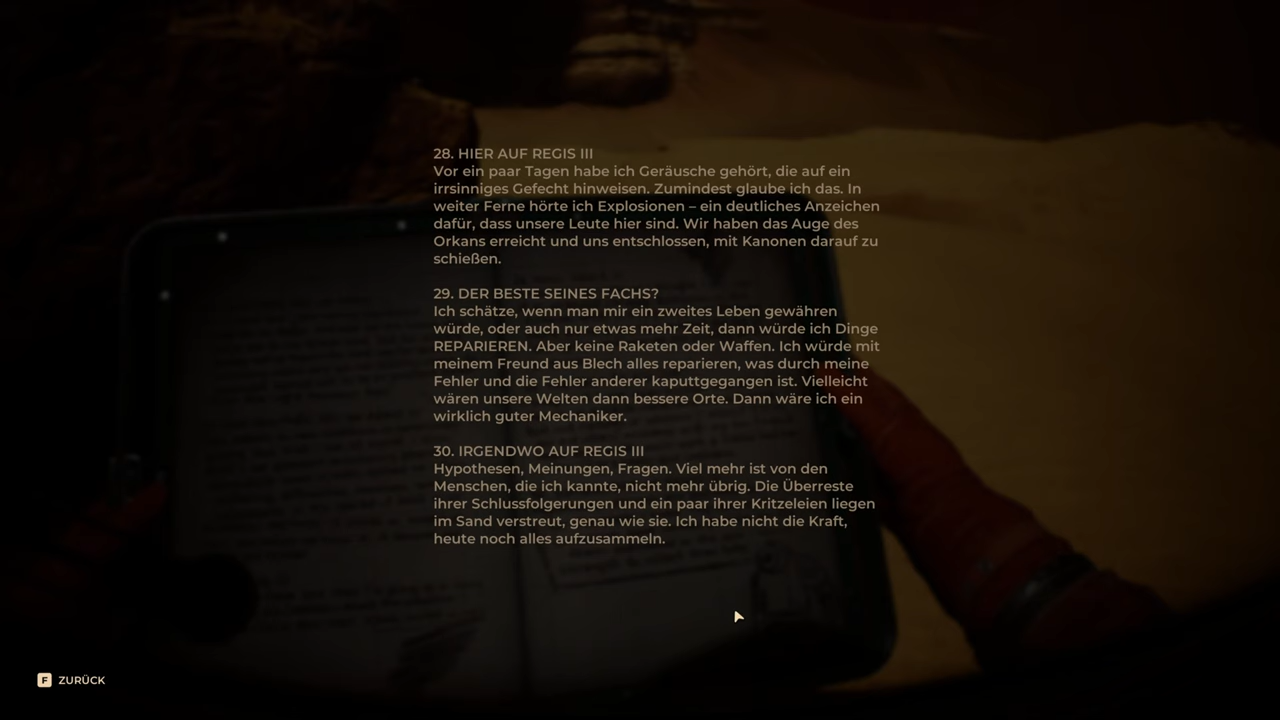 28. HIER AUF REGIS III
Vor ein paar Tagen habe ich Geräusche gehört, die auf ein
irrsinniges Gefecht hinweisen. Zumindest glaube ich das. In
weiter Ferne hörte ich Explosionen – ein deutliches Anzeichen
dafür, dass unsere Leute hier sind. Wir haben das Auge des
Orkans erreicht und uns entschlossen, mit Kanonen darauf zu
schießen.
29. DER BESTE SEINES FACHS?
Ich schätze, wenn man mir ein zweites Leben gewähren
würde, oder auch nur etwas mehr Zeit, dann würde ich Dinge
REPARIEREN. Aber keine Raketen oder Waffen. Ich würde mit
meinem Freund aus Blech alles reparieren, was durch meine
Fehler und die Fehler anderer kaputtgegangen ist. Vielleicht
wären unsere Welten dann bessere Orte. Dann wäre ich ein
wirklich guter Mechaniker.
30. IRGENDWO AUF REGIS III
Hypothesen, Meinungen, Fragen. Viel mehr ist von den
Menschen, die ich kannte, nicht mehr übrig. Die Überreste
ihrer Schlussfolgerungen und ein paar ihrer Kritzeleien liegen
im Sand verstreut, genau wie sie. Ich habe nicht die Kraft,
heute noch alles aufzusammeln.
F ZURÜCK